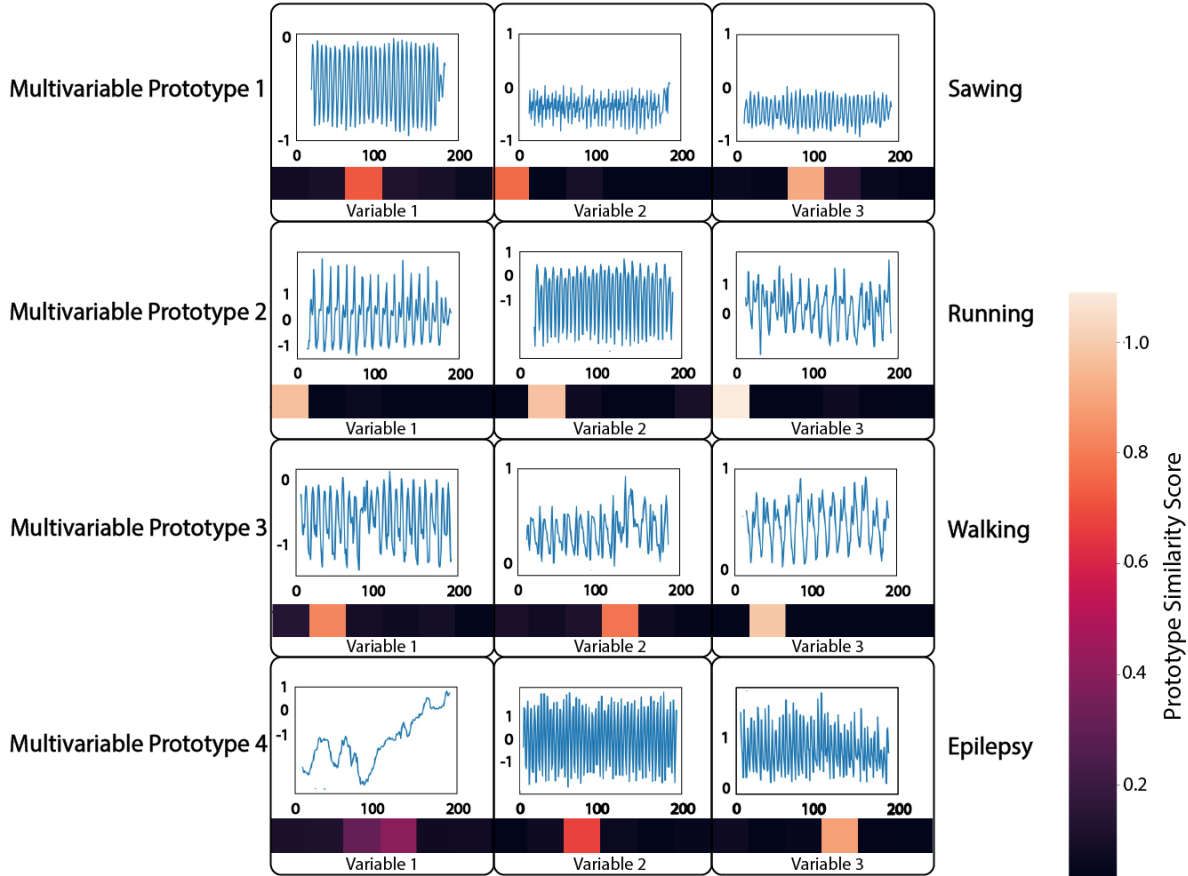 Multivariable Prototype 1
0
-1
0 100 200
Variable 1
1
0
-1
0 100 200
Variable 2
1
0
-1
0 100 200
Variable 3
Sawing
Multivariable Prototype 2
1
0
-1
0 100 200
Variable 1
1
0
-1
0 100 200
Variable 2
1
0
0 100 200
Variable 3
Running
Multivariable Prototype 3
0
-1
0 100 200
Variable 1
1
0
0 100 200
Variable 2
1
0
0 100 200
Variable 3
Walking
Multivariable Prototype 4
1
0
-1
0 100 200
Variable 1
1
0
-1
0 100 200
Variable 2
1
0
0 100 200
Variable 3
Epilepsy
1.0
0.8
0.6
0.4
0.2
Prototype Similarity Score